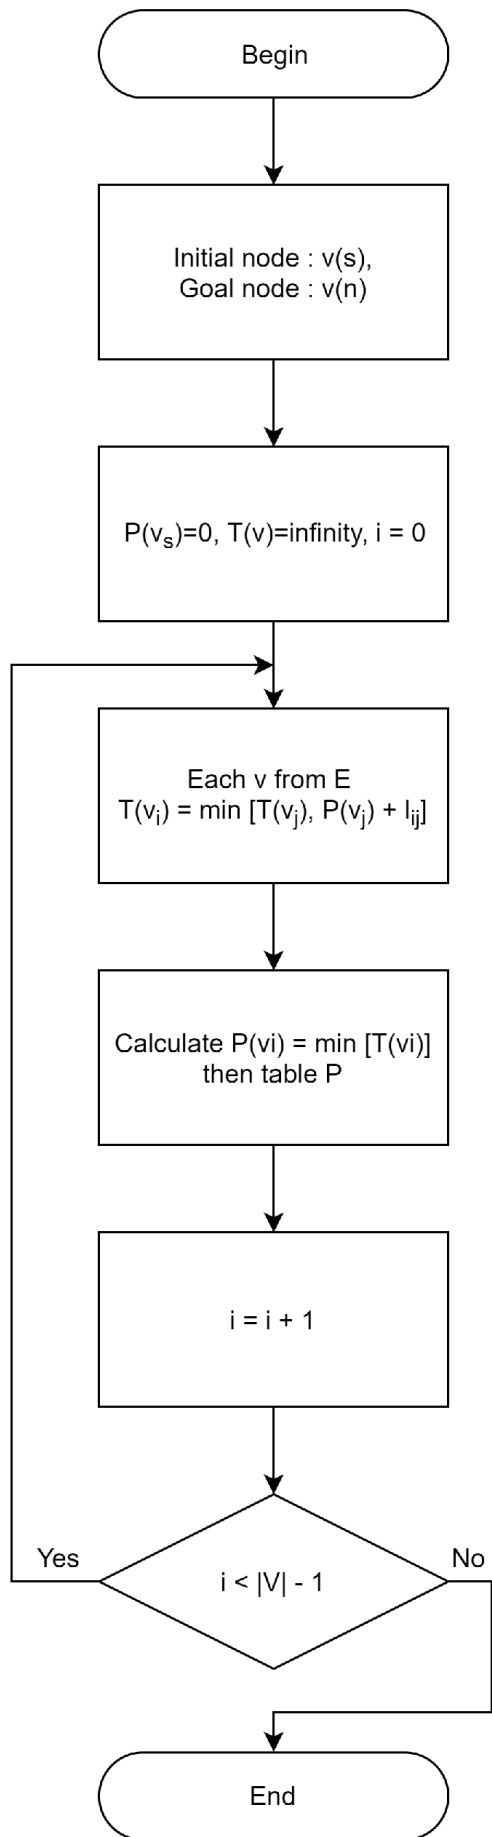 Begin
Initial node : v(s),
Goal node : v(n)
P(vₛ)=0, T(v)=infinity, i = 0
Each v from E
T(vᵢ) = min [T(vⱼ), P(vⱼ) + lᵢⱼ]
Calculate P(vi) = min [T(vi)]
then table P
i = i + 1
Yes
i < |V| - 1
No
End